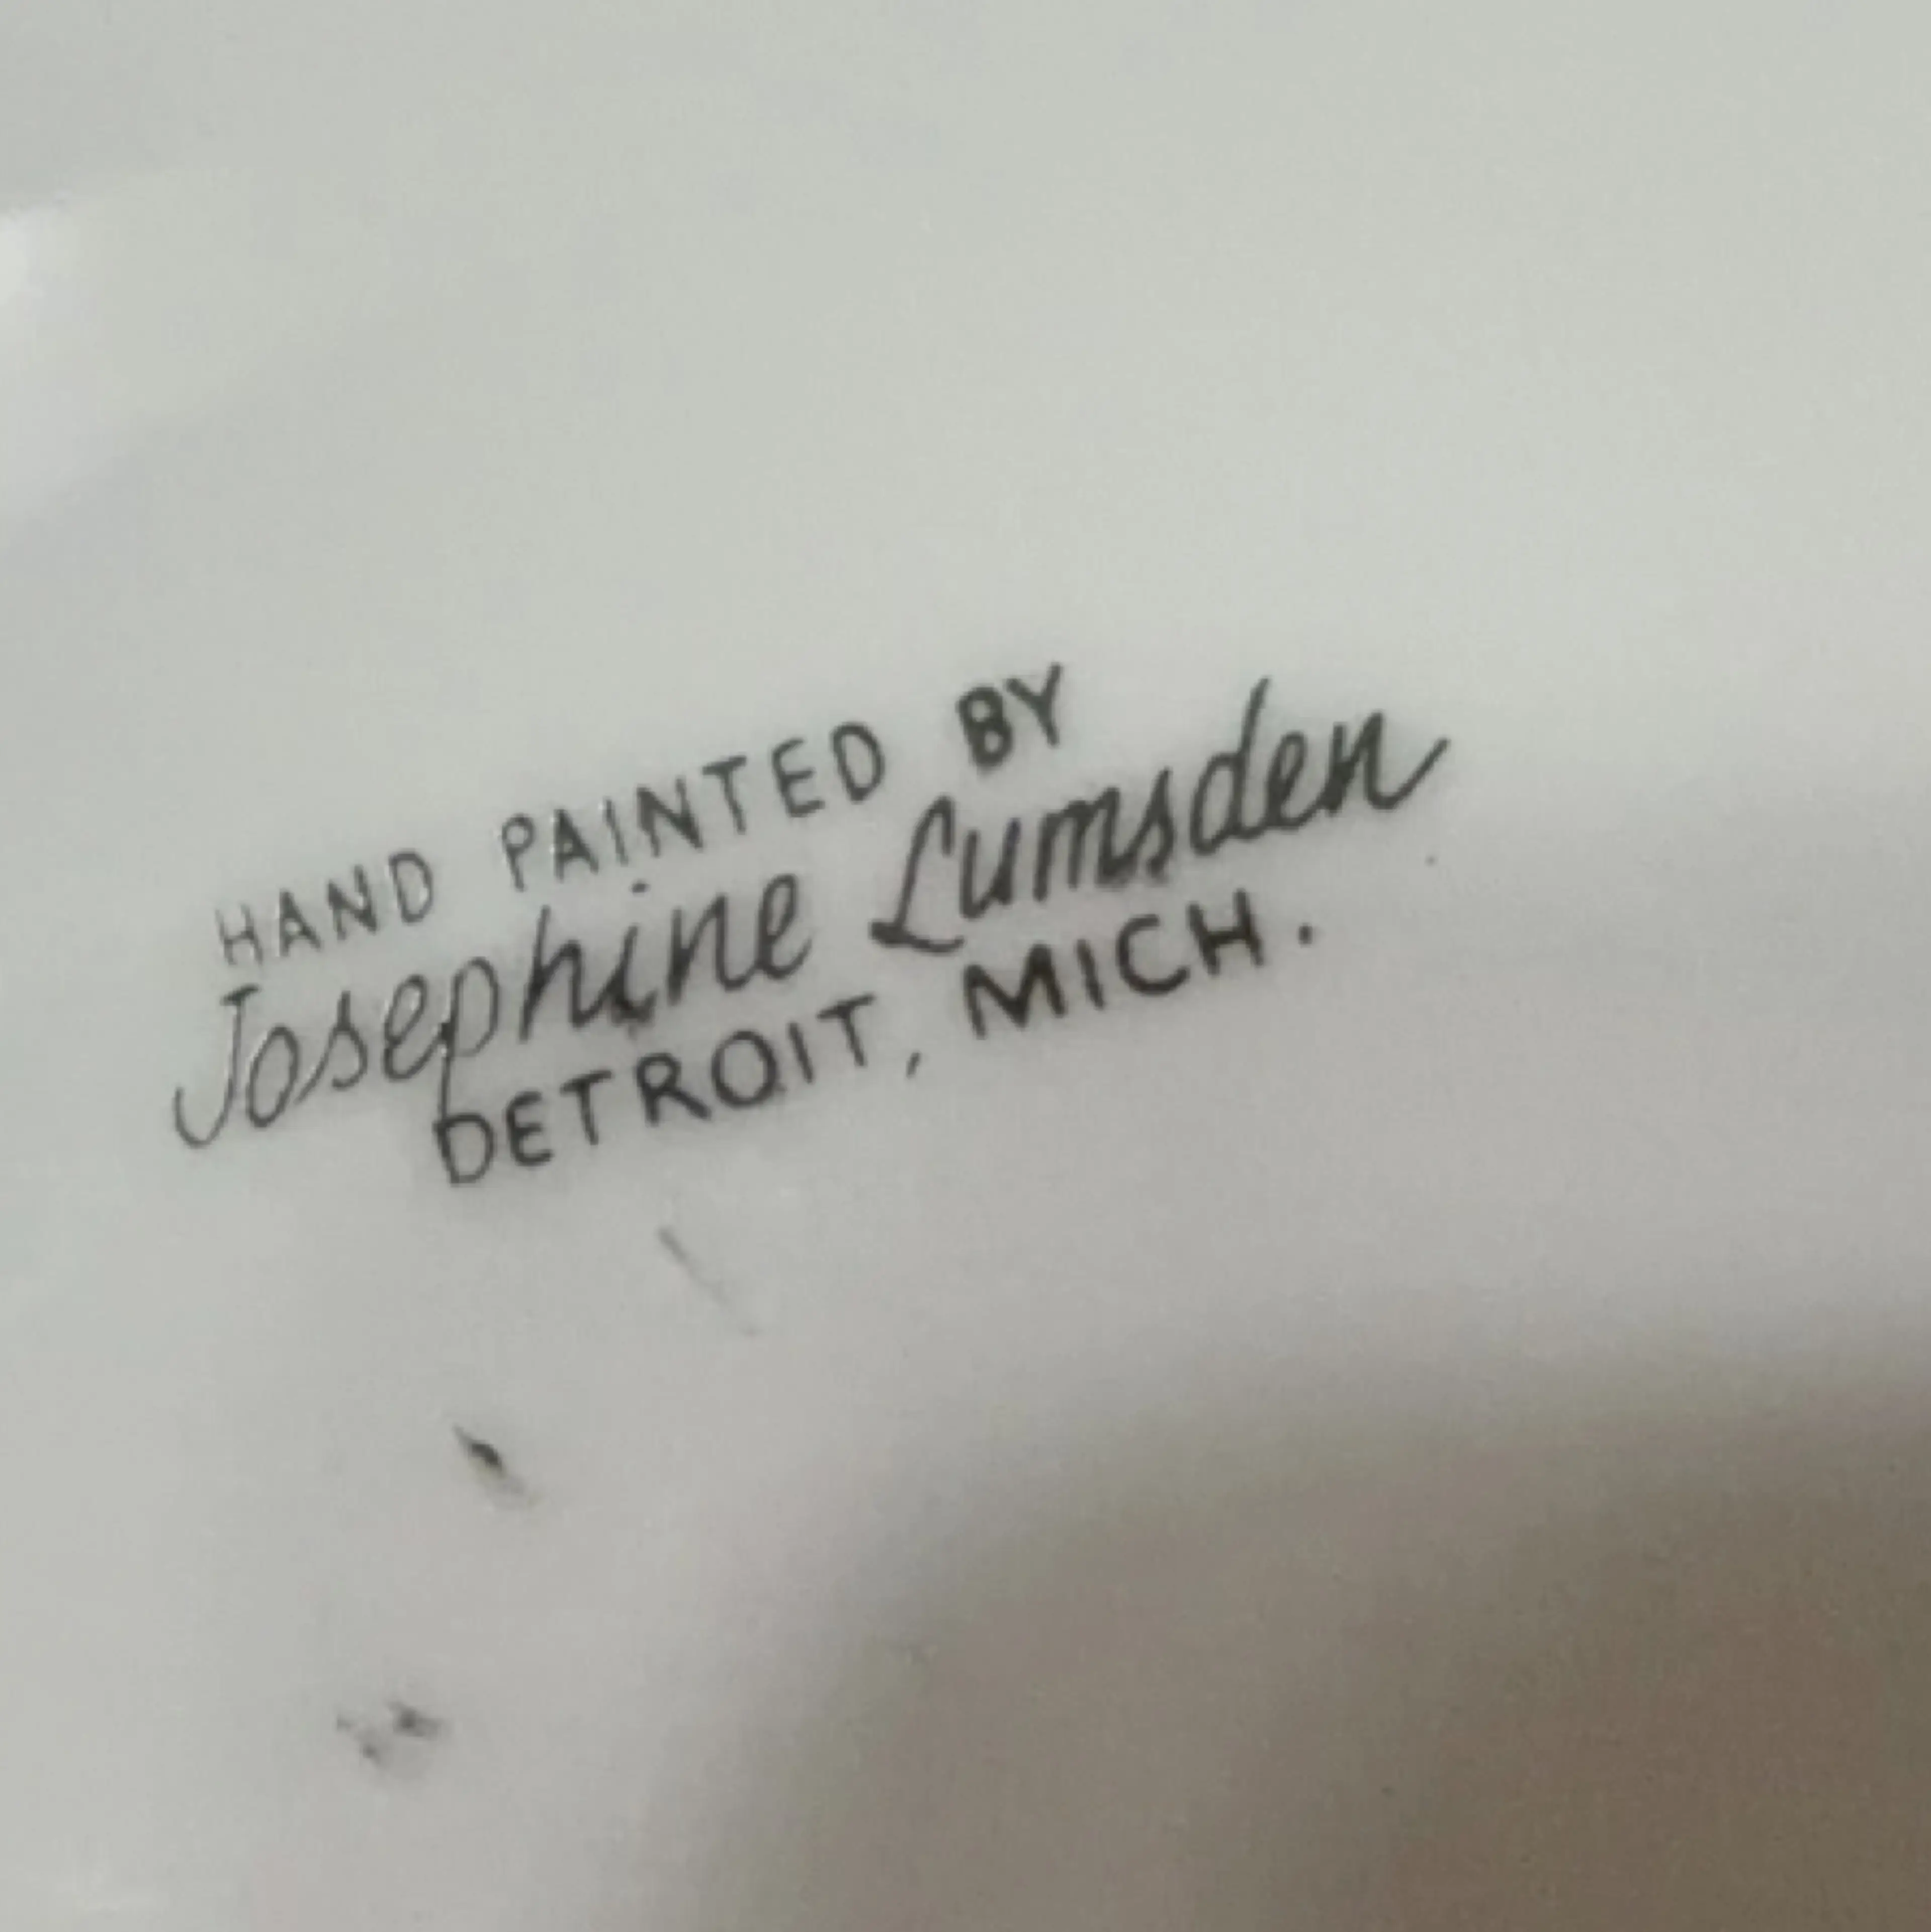 HAND PAINTED BY
Josephine Lumsden
DETROIT, MICH.